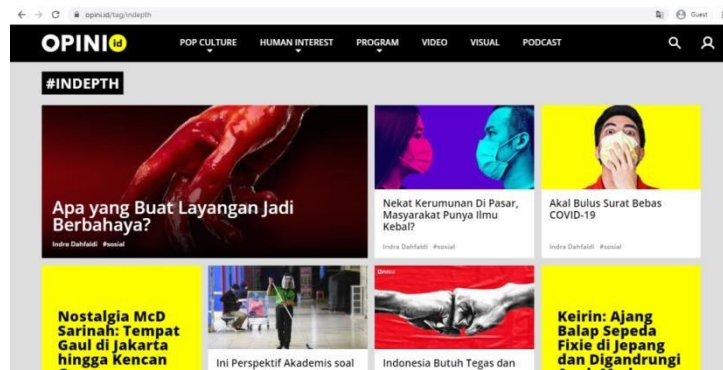 opini.id/tag/indepth
Guest
OPINI id
POP CULTURE HUMAN INTEREST PROGRAM VIDEO VISUAL PODCAST
#INDEPTH
Apa yang Buat Layangan Jadi
Berbahaya?
Indra Dahfaldi #sosial
Nekat Kerumunan Di Pasar,
Masyarakat Punya Ilmu
Kebal?
Indra Dahfaldi #sosial
Akal Bulus Surat Bebas
COVID-19
Indra Dahfaldi #sosial
Nostalgia McD
Sarinah: Tempat
Gaul di Jakarta
hingga Kencan
Ini Perspektif Akademis soal
Indonesia Butuh Tegas dan
Keirin: Ajang
Balap Sepeda
Fixie di Jepang
dan Digandrungi